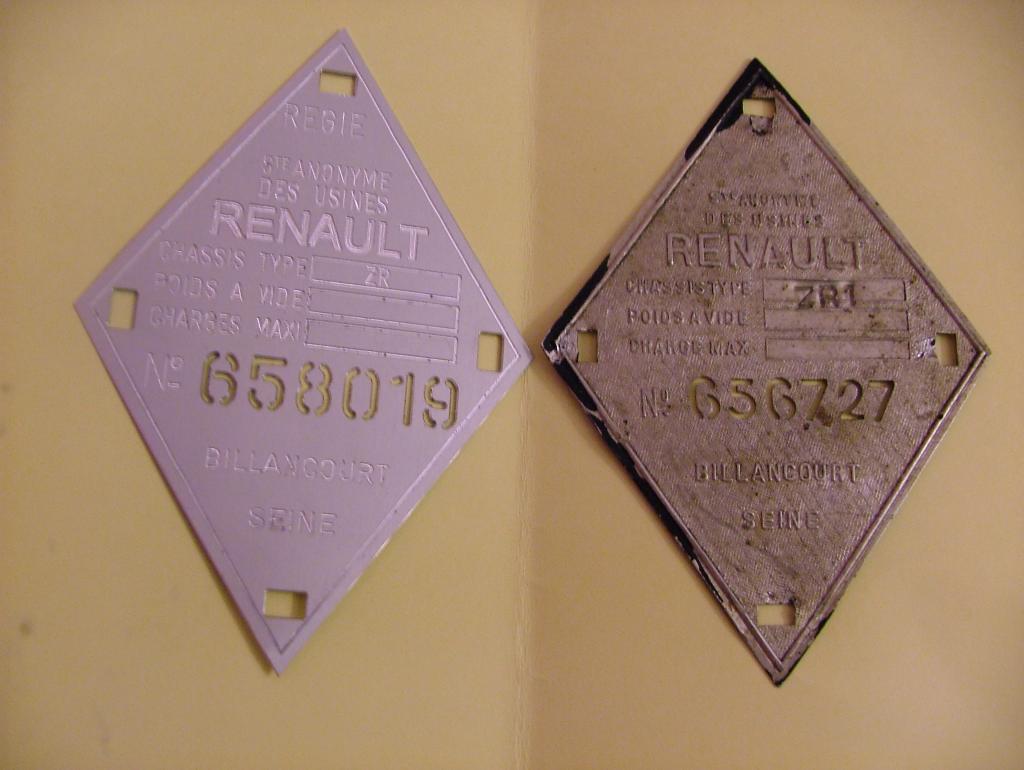 REGIE
STE ANONYME
DES USINES
RENAULT
CHASSIS TYPE ZR
POIDS A VIDE
CHARGES MAXI
No 658019
BILLANCOURT
SEINE
STE ANONYME
DES USINES
RENAULT
CHASSIS TYPE ZR1
POIDS A VIDE
CHARGE MAX
No 656727
BILLANCOURT
SEINE